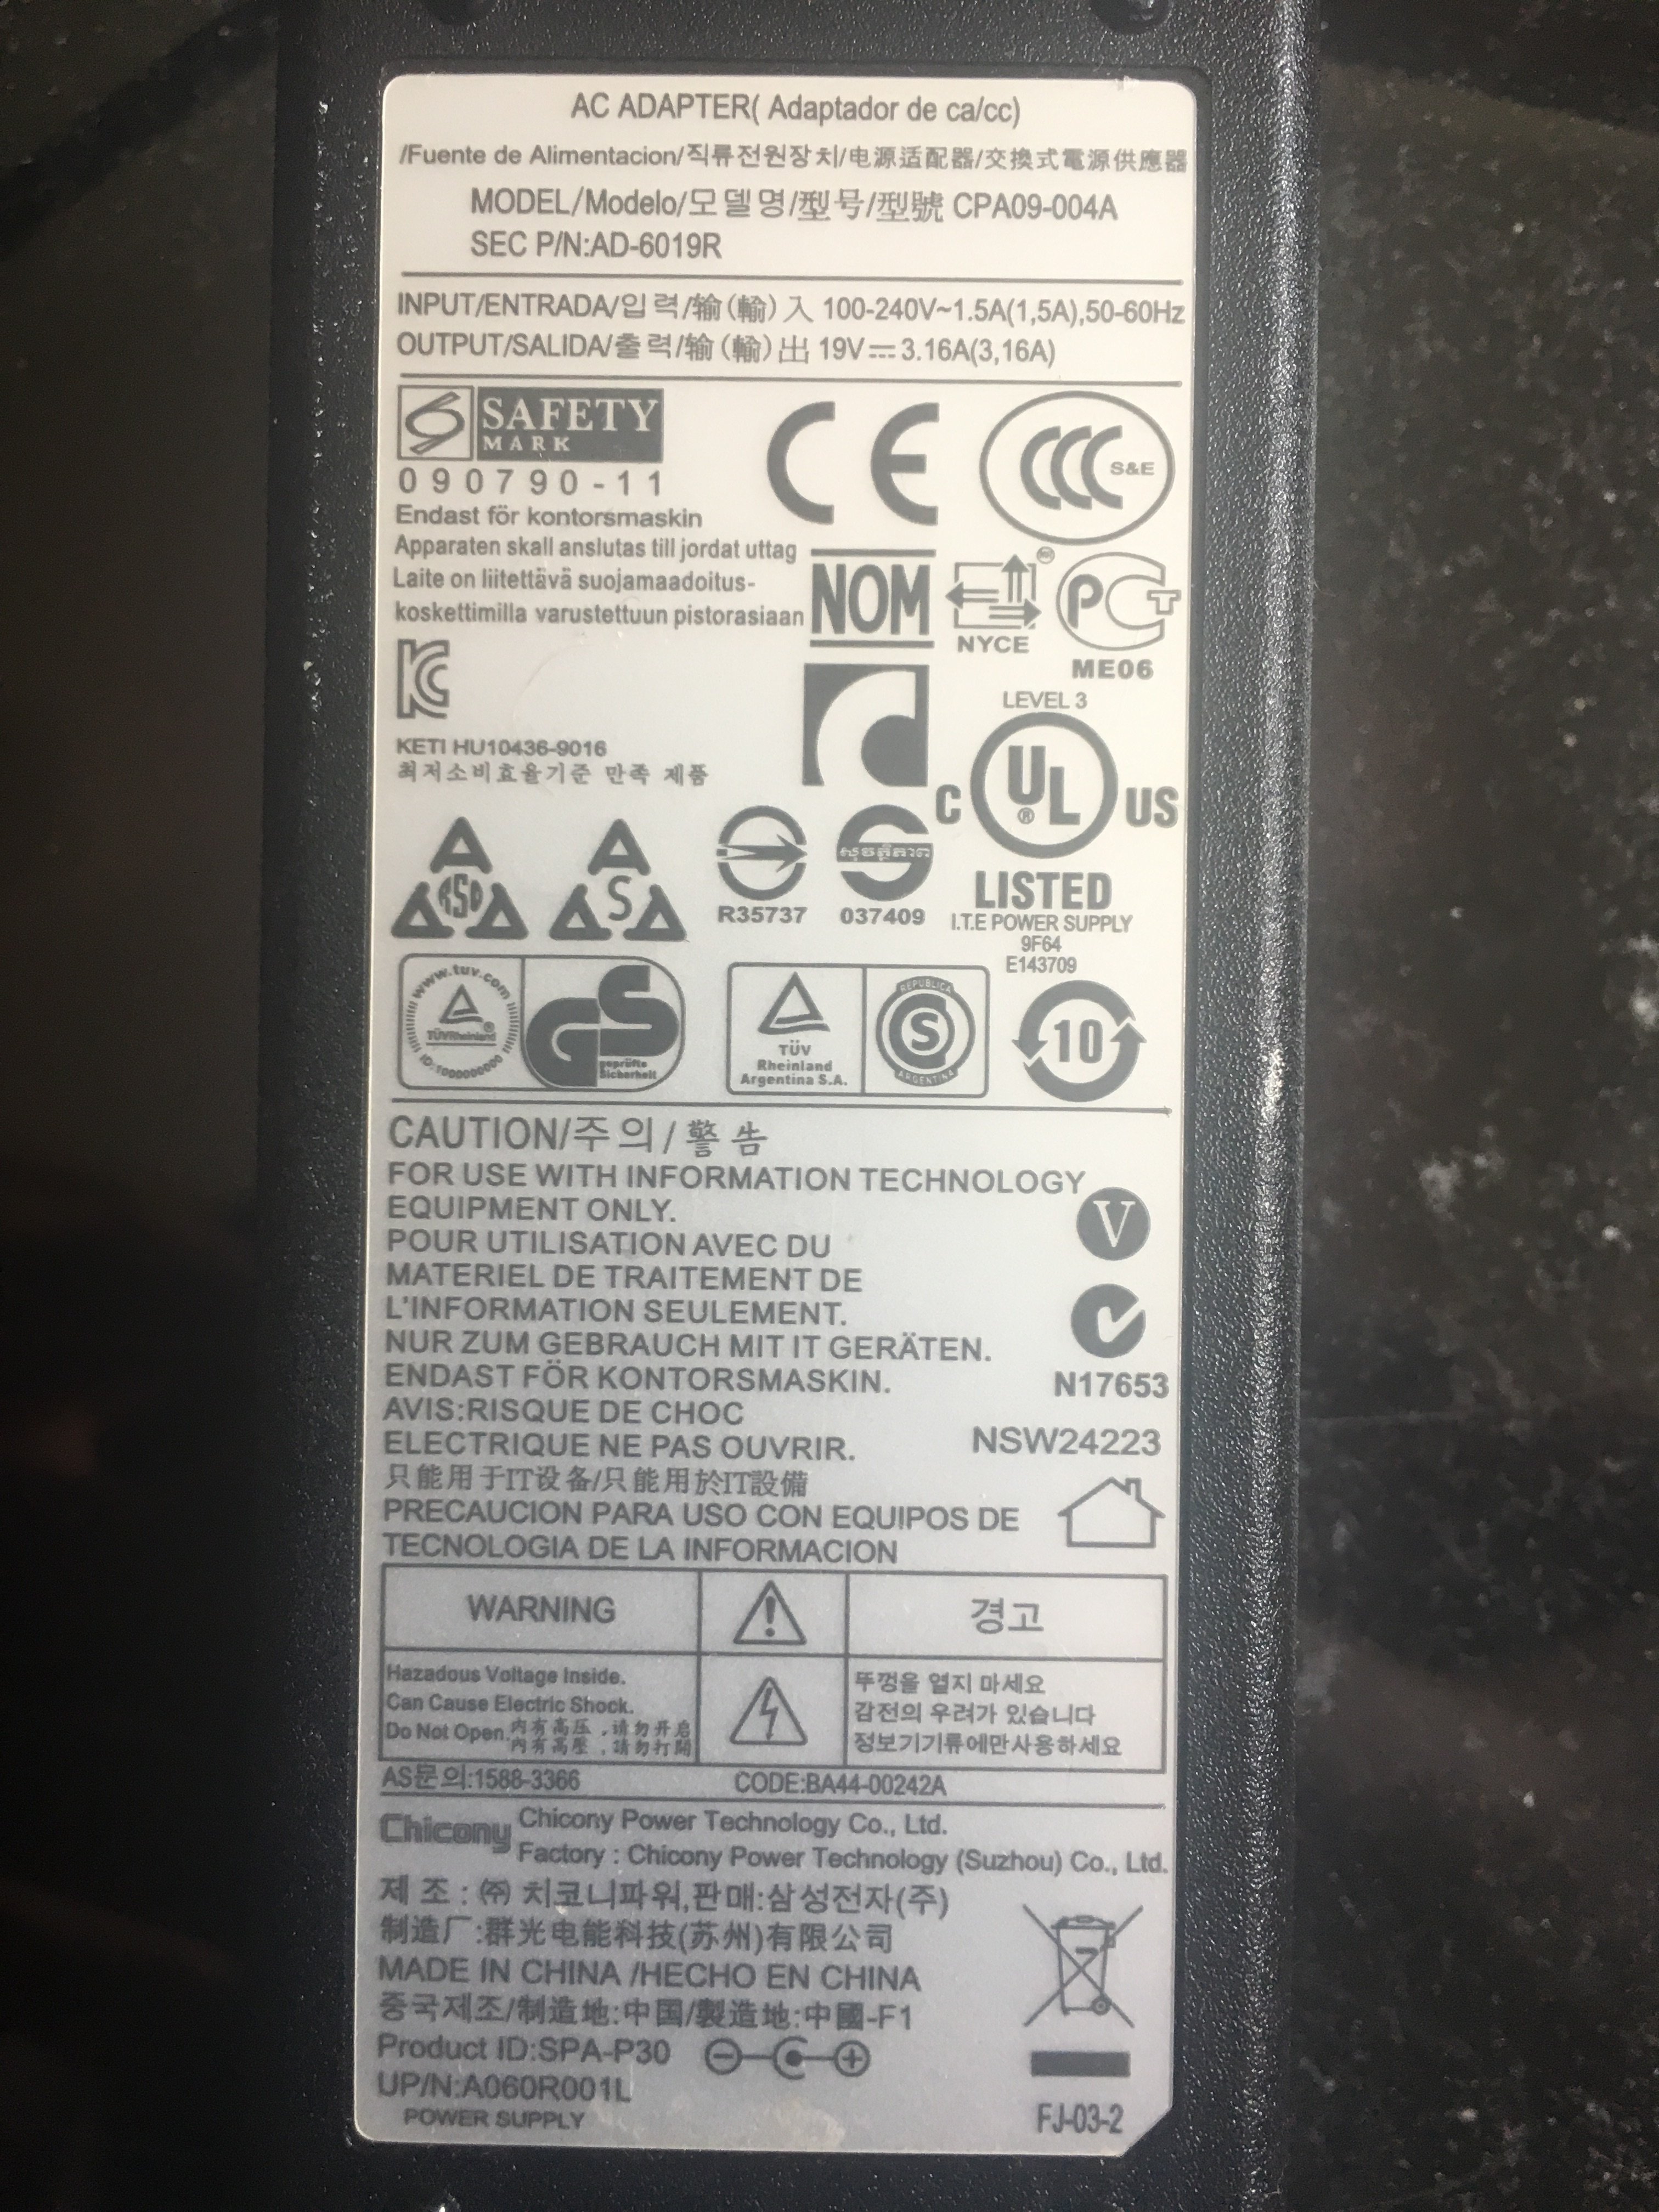 AC ADAPTER( Adaptador de ca/cc)
/Fuente de Alimentacion/직류전원장치/电源适配器/交換式電源供應器
MODEL/Modelo/모델명/型号/型號 CPA09-004A
SEC P/N:AD-6019R
INPUT/ENTRADA/입력/输(輸)入 100-240V~1.5A(1,5A),50-60Hz
OUTPUT/SALIDA/출력/输(輸)出 19V⎓3.16A(3,16A)
SAFETY
MARK
090790-11
CE
CCC S&E
Endast för kontorsmaskin
Apparaten skall anslutas till jordat uttag
Laite on liitettävä suojamaadoitus-
koskettimilla varustettuun pistorasiaan
NOM
NYCE
PCT
ME06
KC
KETI HU10436-9016
최저소비효율기준 만족 제품
LEVEL 3
C UL® US
LISTED
I.T.E POWER SUPPLY
9F64
E143709
A
S
R35737
037409
www.tuv.com
TÜVRheinland®
ID:1000000000
GS
geprüfte
Sicherheit
TÜV
Rheinland
Argentina S.A.
REPUBLICA
S
ARGENTINA
10
CAUTION/주의/警告
FOR USE WITH INFORMATION TECHNOLOGY
EQUIPMENT ONLY.
POUR UTILISATION AVEC DU
MATERIEL DE TRAITEMENT DE
L'INFORMATION SEULEMENT.
NUR ZUM GEBRAUCH MIT IT GERÄTEN.
ENDAST FÖR KONTORSMASKIN.
AVIS:RISQUE DE CHOC
ELECTRIQUE NE PAS OUVRIR.
只能用于IT设备/只能用於IT設備
PRECAUCION PARA USO CON EQUIPOS DE
TECNOLOGIA DE LA INFORMACION
V
N17653
NSW24223
WARNING
경고
Hazadous Voltage Inside.
Can Cause Electric Shock.
Do Not Open.内有高压,请勿开启
内有高壓,請勿打開
뚜껑을 열지 마세요
감전의 우려가 있습니다
정보기기류에만사용하세요
AS문의:1588-3366 CODE:BA44-00242A
Chicony Chicony Power Technology Co., Ltd.
Factory : Chicony Power Technology (Suzhou) Co., Ltd.
제조 : ㈜ 치코니파워,판매:삼성전자(주)
制造厂:群光电能科技(苏州)有限公司
MADE IN CHINA /HECHO EN CHINA
중국제조/制造地:中国/製造地:中國-F1
Product ID:SPA-P30
UP/N:A060R001L
POWER SUPPLY
FJ-03-2